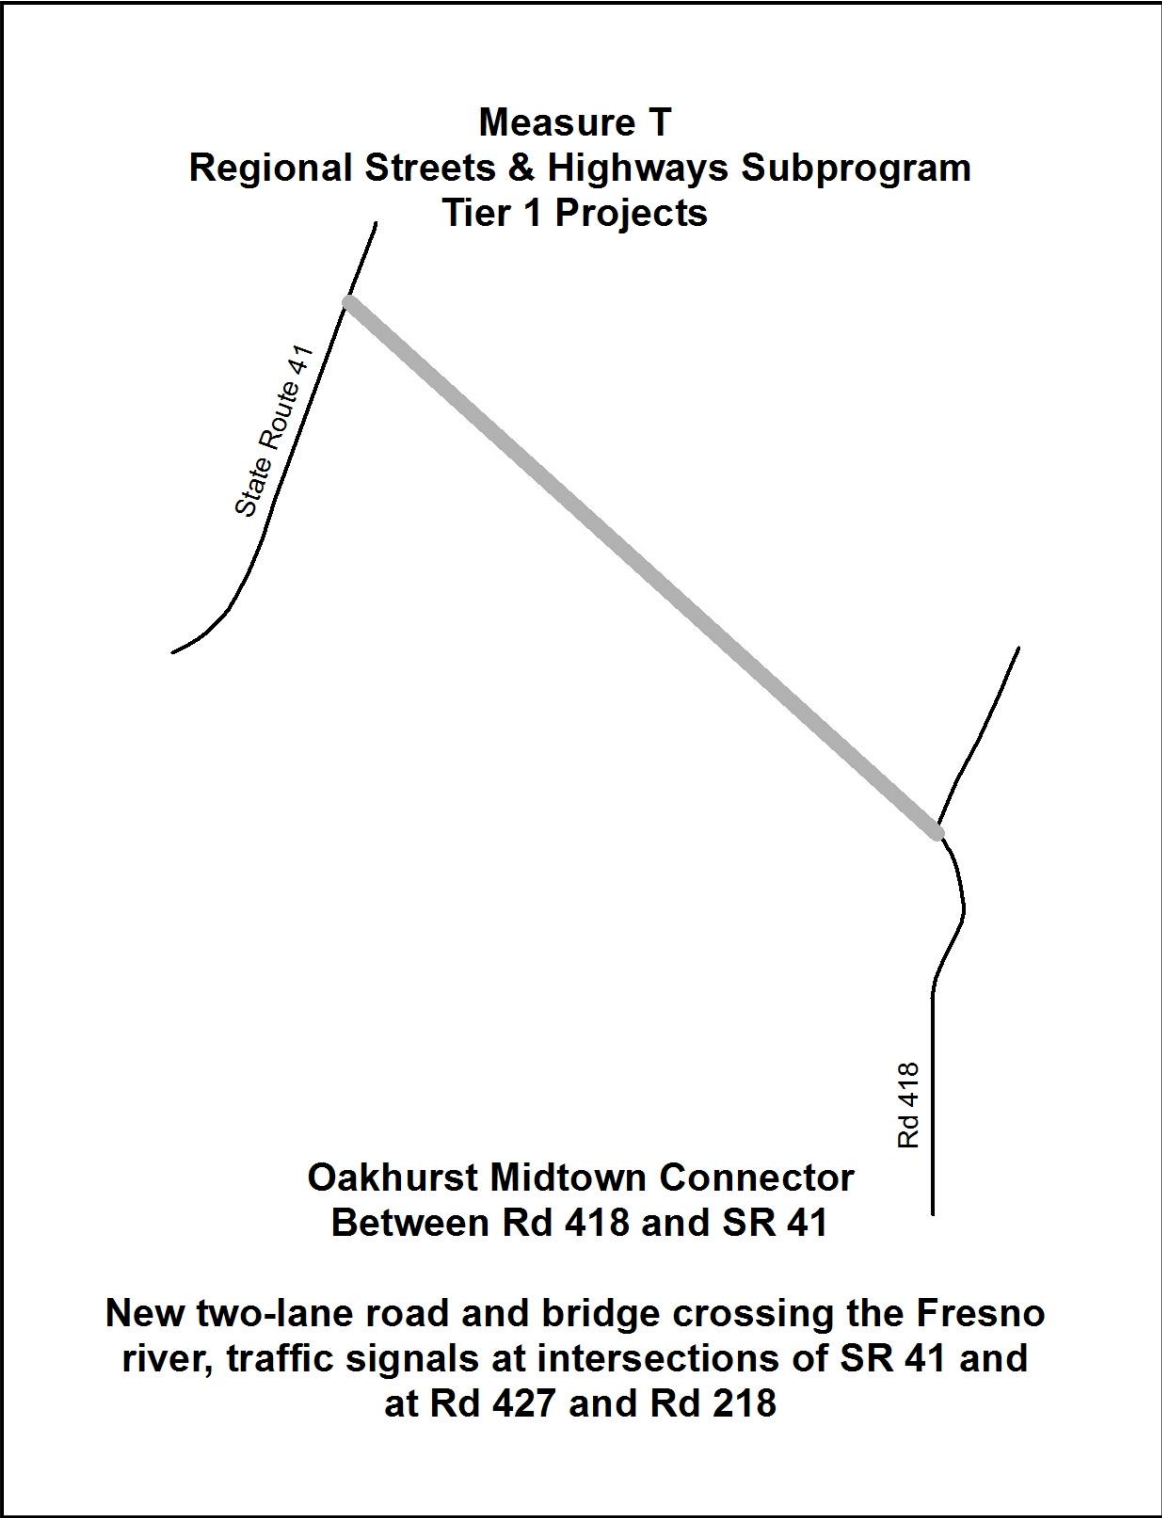 Measure T
Regional Streets & Highways Subprogram
Tier 1 Projects
State Route 41
Rd 418
Oakhurst Midtown Connector
Between Rd 418 and SR 41
New two-lane road and bridge crossing the Fresno
river, traffic signals at intersections of SR 41 and
at Rd 427 and Rd 218